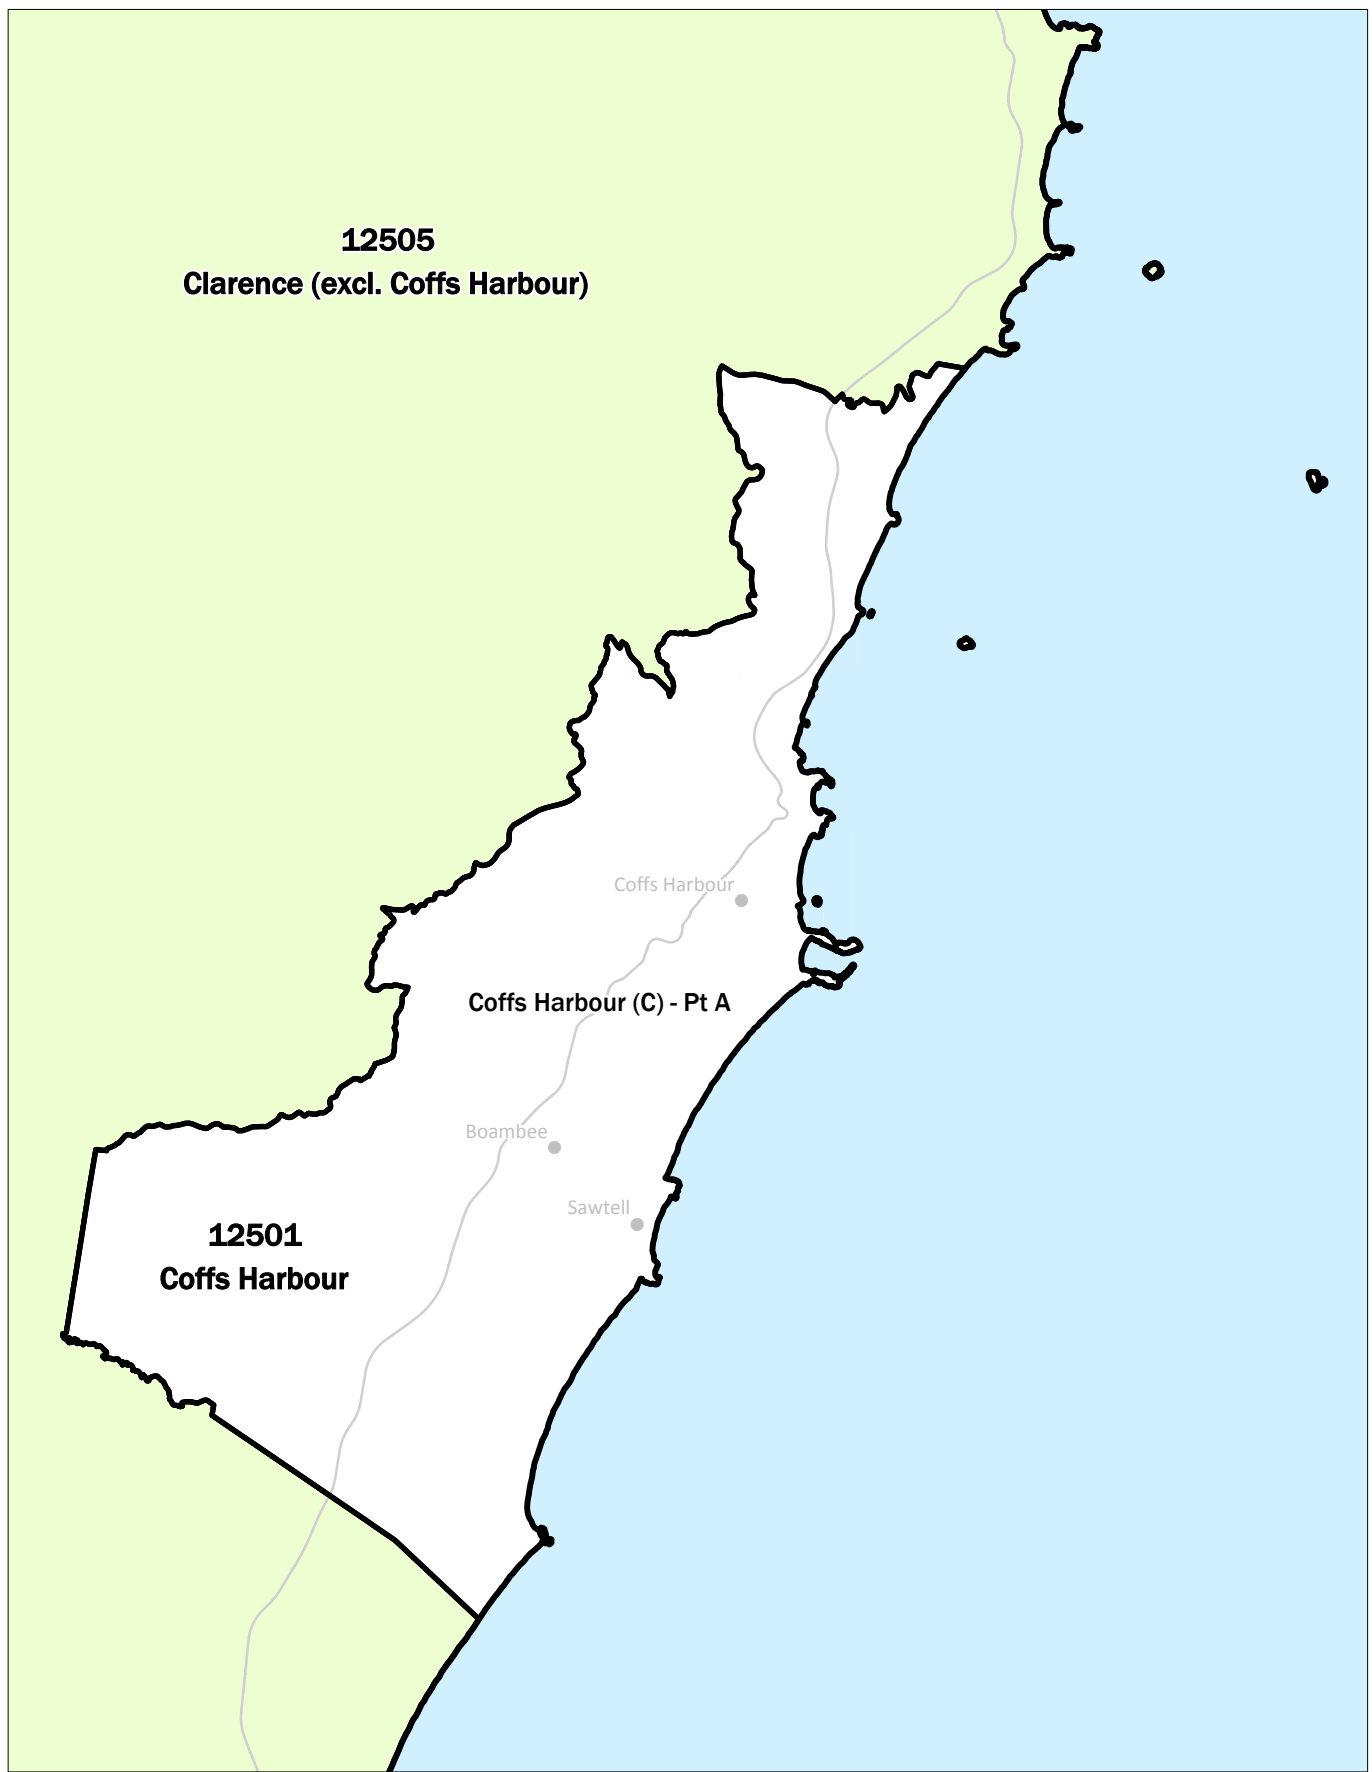 12505
Clarence (excl. Coffs Harbour)
Coffs Harbour
Coffs Harbour (C) - Pt A
Boambee
Sawtell
12501
Coffs Harbour